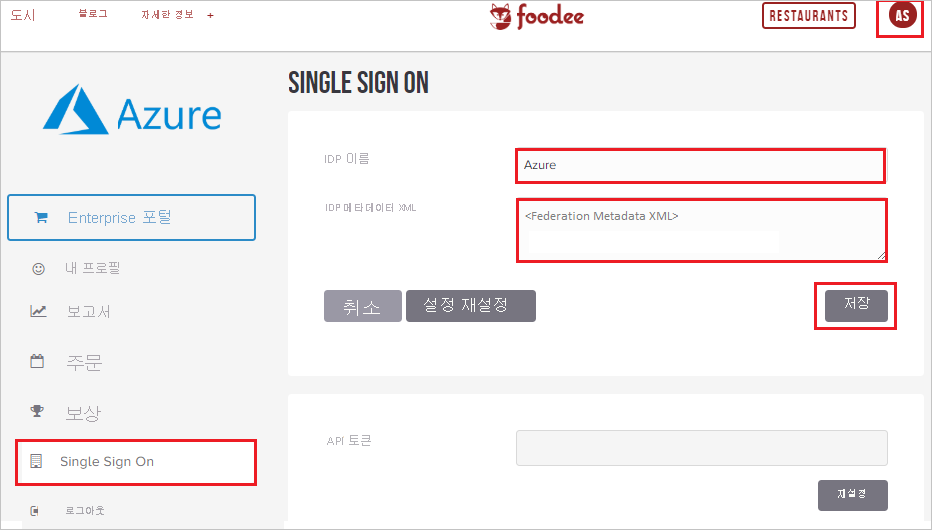 도시 블로그 자세한 정보 + foodee RESTAURANTS AS
SINGLE SIGN ON
Azure
IDP 이름 Azure
IDP 메타데이터 XML <Federation Metadata XML>
Enterprise 포털
내 프로필
보고서
취소 설정 재설정 저장
주문
보상
API 토큰
Single Sign On
재설정
로그아웃